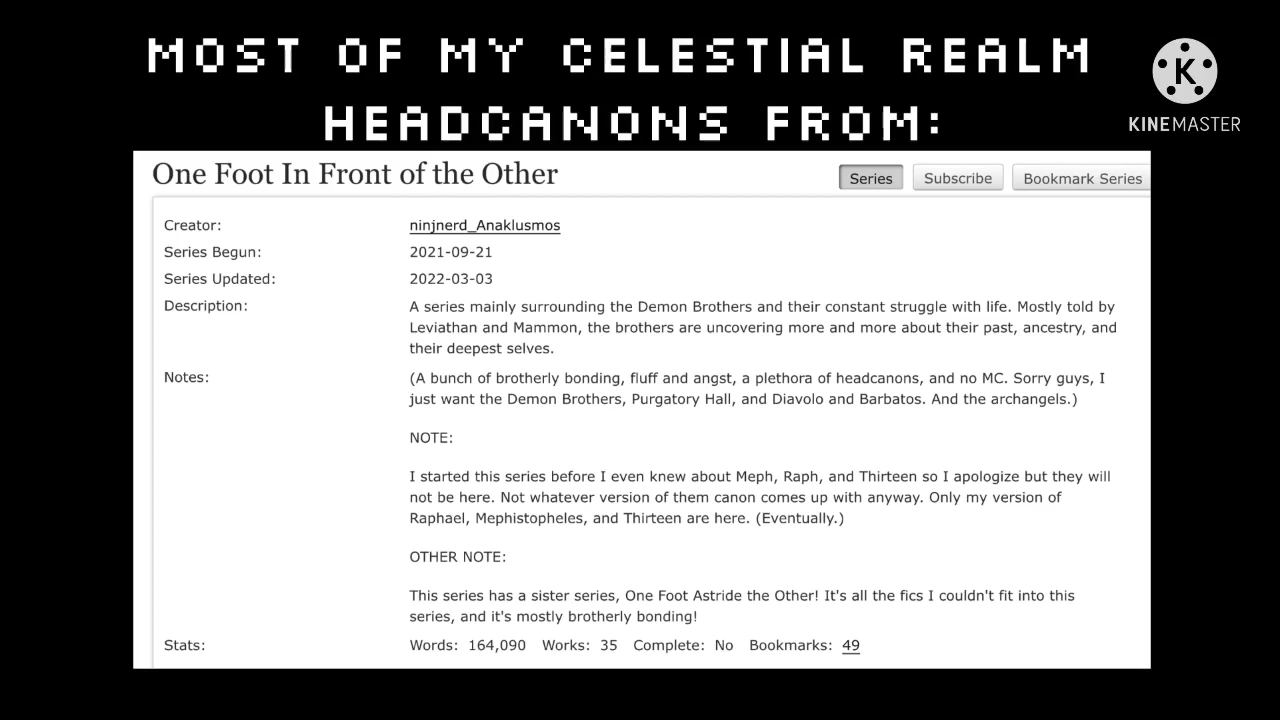 MOST OF MY CELESTIAL REALM
HEADCANONS FROM:
K
KINEMASTER
One Foot In Front of the Other
Series Subscribe Bookmark Series
Creator: ninjnerd_Anaklusmos
Series Begun: 2021-09-21
Series Updated: 2022-03-03
Description: A series mainly surrounding the Demon Brothers and their constant struggle with life. Mostly told by
Leviathan and Mammon, the brothers are uncovering more and more about their past, ancestry, and
their deepest selves.
Notes: (A bunch of brotherly bonding, fluff and angst, a plethora of headcanons, and no MC. Sorry guys, I
just want the Demon Brothers, Purgatory Hall, and Diavolo and Barbatos. And the archangels.)
NOTE:
I started this series before I even knew about Meph, Raph, and Thirteen so I apologize but they will
not be here. Not whatever version of them canon comes up with anyway. Only my version of
Raphael, Mephistopheles, and Thirteen are here. (Eventually.)
OTHER NOTE:
This series has a sister series, One Foot Astride the Other! It's all the fics I couldn't fit into this
series, and it's mostly brotherly bonding!
Stats: Words: 164,090 Works: 35 Complete: No Bookmarks: 49